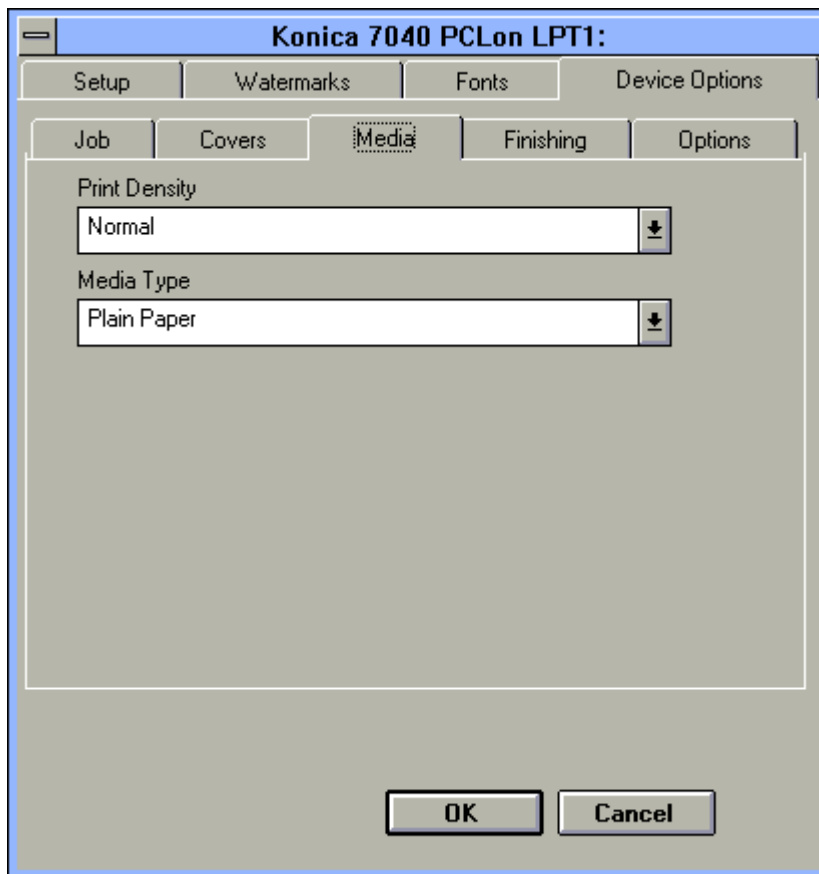 Konica 7040 PCLon LPT1:
Setup Watermarks Fonts Device Options
Job Covers Media Finishing Options
Print Density
Normal
Media Type
Plain Paper
OK Cancel